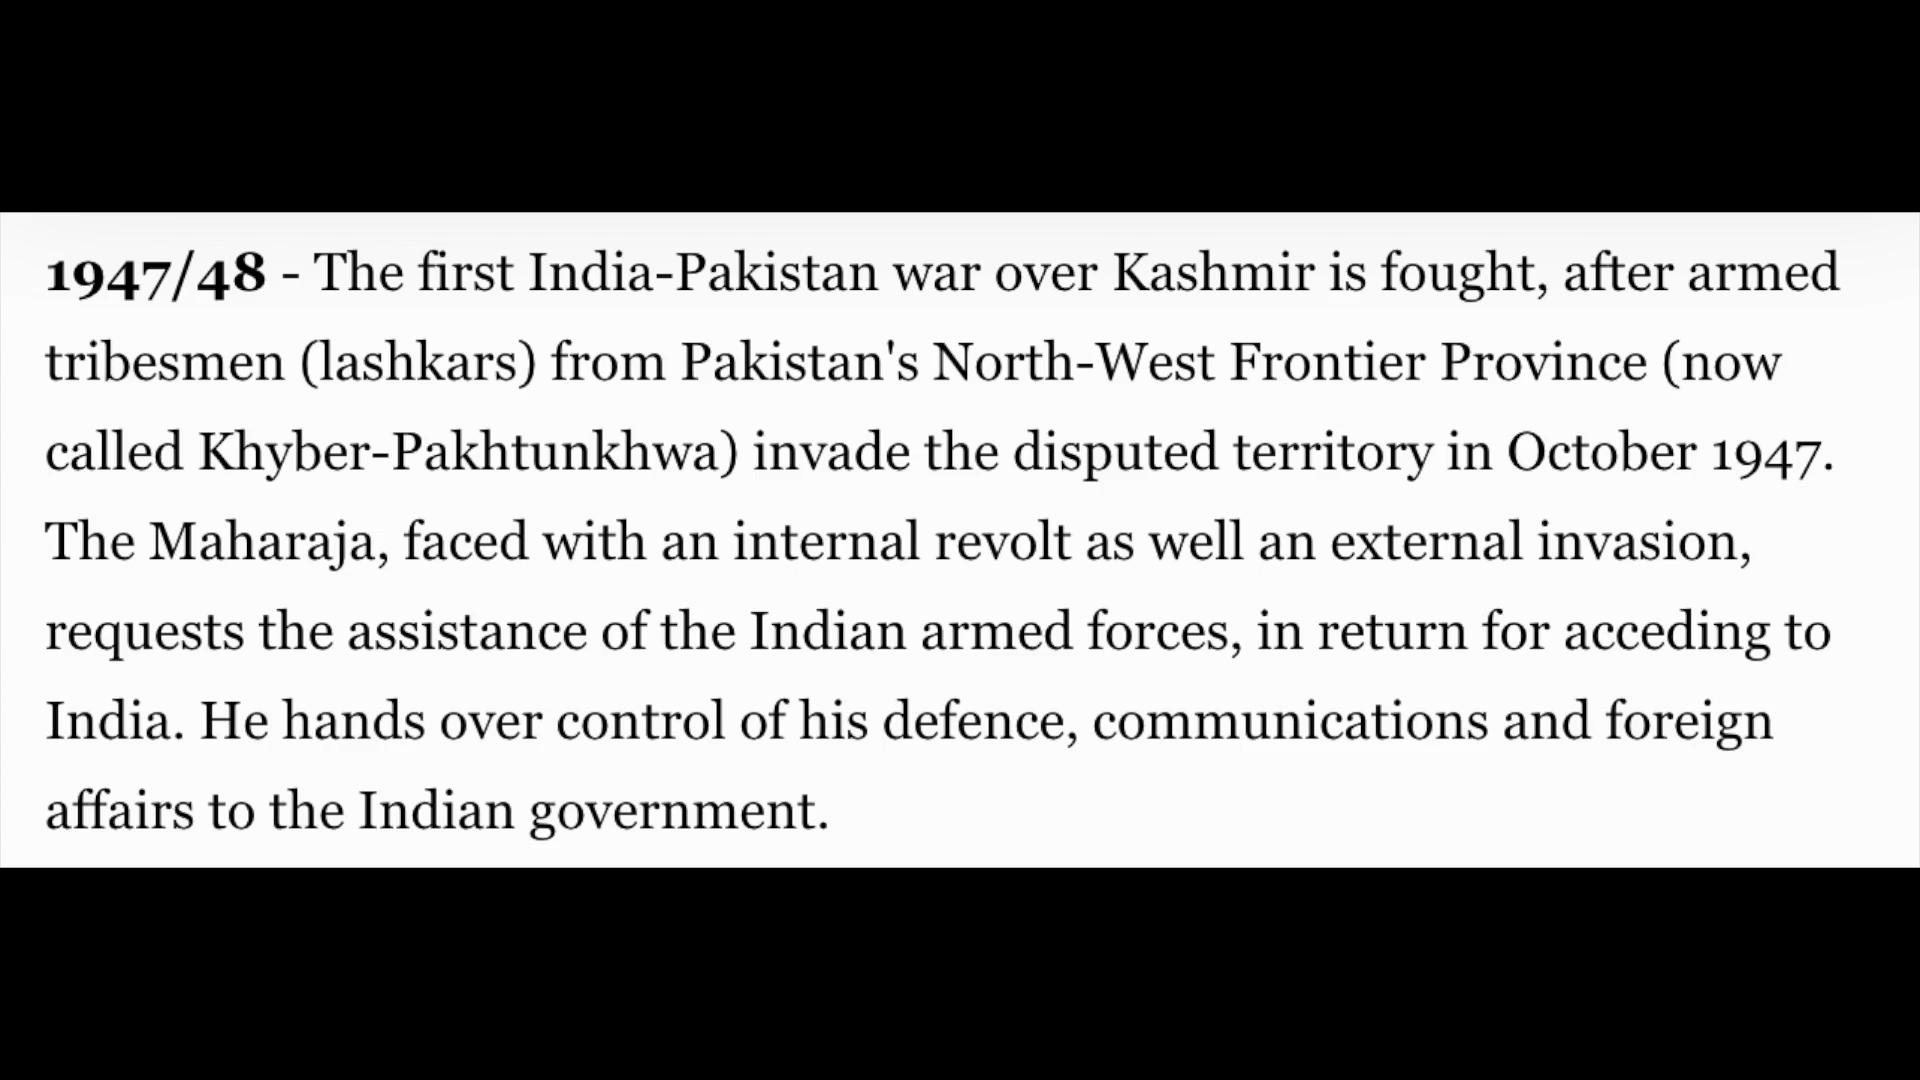 1947/48 - The first India-Pakistan war over Kashmir is fought, after armed
tribesmen (lashkars) from Pakistan's North-West Frontier Province (now
called Khyber-Pakhtunkhwa) invade the disputed territory in October 1947.
The Maharaja, faced with an internal revolt as well an external invasion,
requests the assistance of the Indian armed forces, in return for acceding to
India. He hands over control of his defence, communications and foreign
affairs to the Indian government.